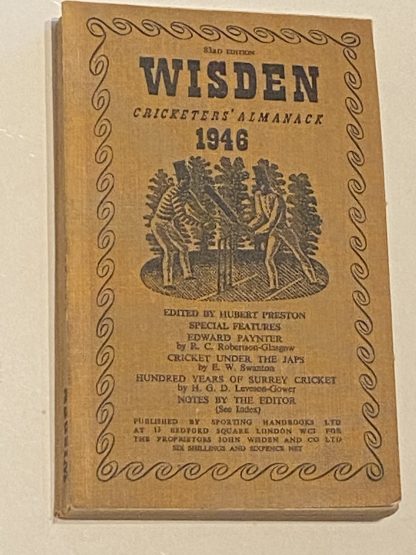 83RD EDITION
WISDEN
CRICKETERS' ALMANACK
1946
EDITED BY HUBERT PRESTON
SPECIAL FEATURES
EDWARD PAYNTER
by R. C. Robertson-Glasgow
CRICKET UNDER THE JAPS
by E. W. Swanton
HUNDRED YEARS OF SURREY CRICKET
by H. G. D. Leveson-Gower
NOTES BY THE EDITOR
(See Index)
PUBLISHED BY SPORTING HANDBOOKS LTD
AT 13 BEDFORD SQUARE LONDON WC1 FOR
THE PROPRIETORS JOHN WISDEN AND CO LTD
SIX SHILLINGS AND SIXPENCE NET
WISDEN